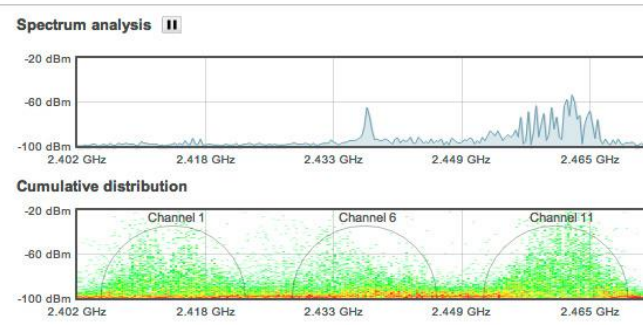 Spectrum analysis
-20 dBm
-60 dBm
-100 dBm
2.402 GHz 2.418 GHz 2.433 GHz 2.449 GHz 2.465 GHz
Cumulative distribution
-20 dBm
Channel 1 Channel 6 Channel 11
-60 dBm
-100 dBm
2.402 GHz 2.418 GHz 2.433 GHz 2.449 GHz 2.465 GHz